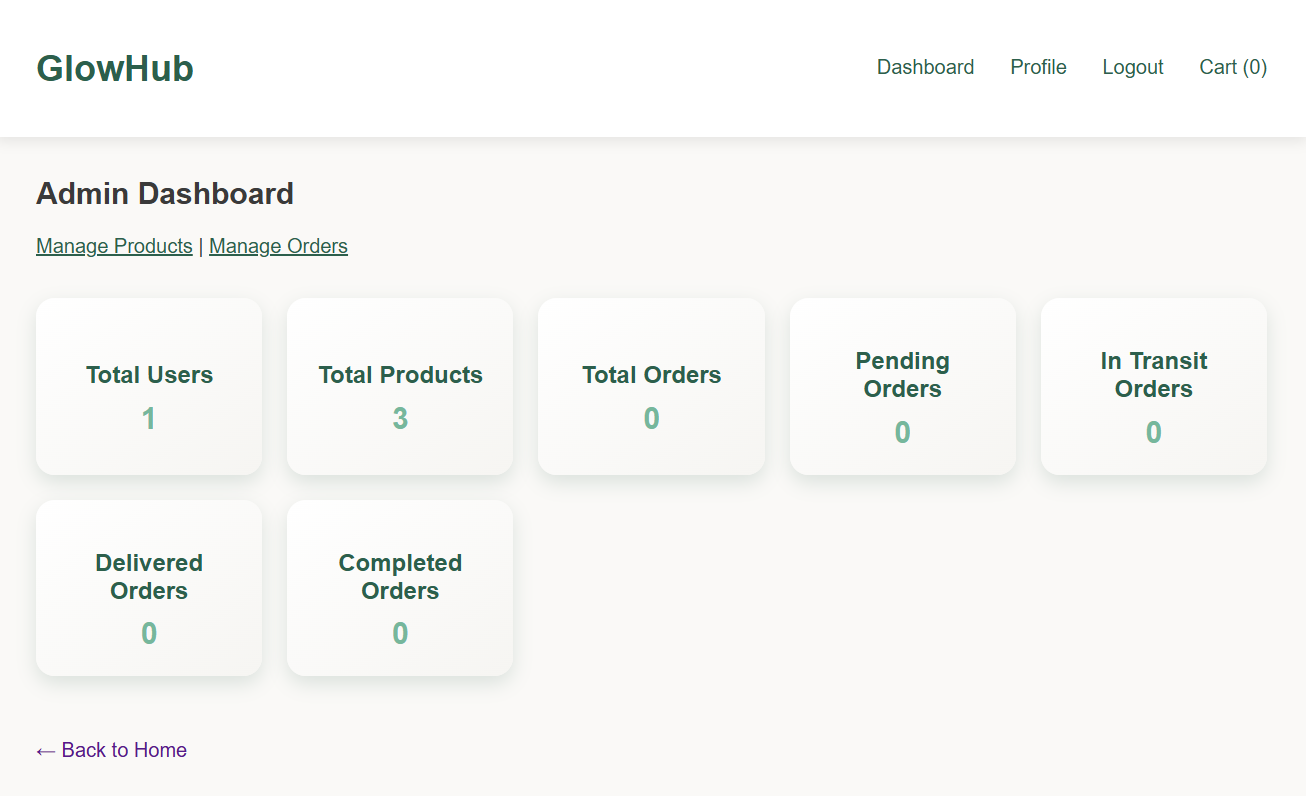 GlowHub
Dashboard Profile Logout Cart (0)
Admin Dashboard
Manage Products | Manage Orders
Total Users
1
Total Products
3
Total Orders
0
Pending
Orders
0
In Transit
Orders
0
Delivered
Orders
0
Completed
Orders
0
← Back to Home